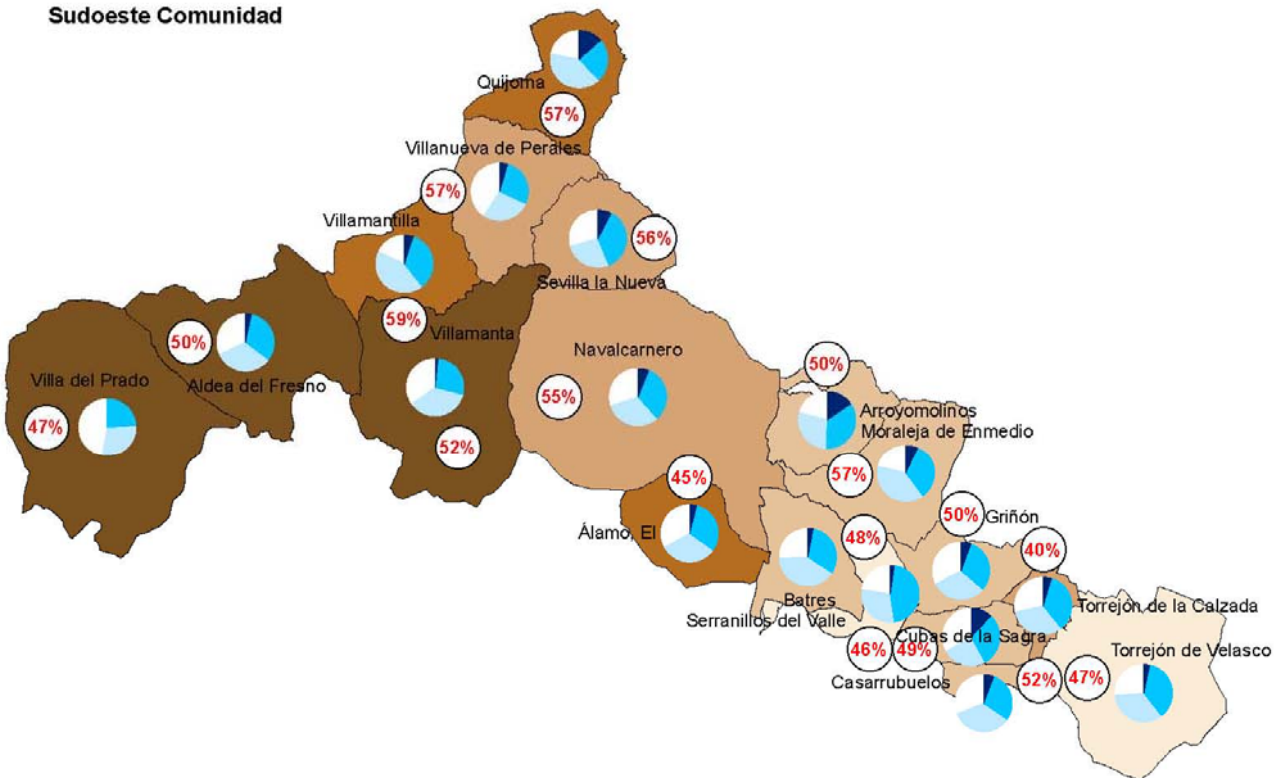 Sudoeste Comunidad
Quijorna
57%
Villanueva de Perales
57%
Villamantilla
56%
Sevilla la Nueva
59%
Villamanta
50%
Navalcarnero
50%
Villa del Prado
Aldea del Fresno
55%
Arroyomolinos
47%
Moraleja de Enmedio
52%
45%
57%
50%
Griñón
Álamo, El
48%
40%
Batres
Torrejón de la Calzada
Serranillos del Valle
Cubas de la Sagra.
46%
49%
Torrejón de Velasco
Casarrubuelos
52%
47%